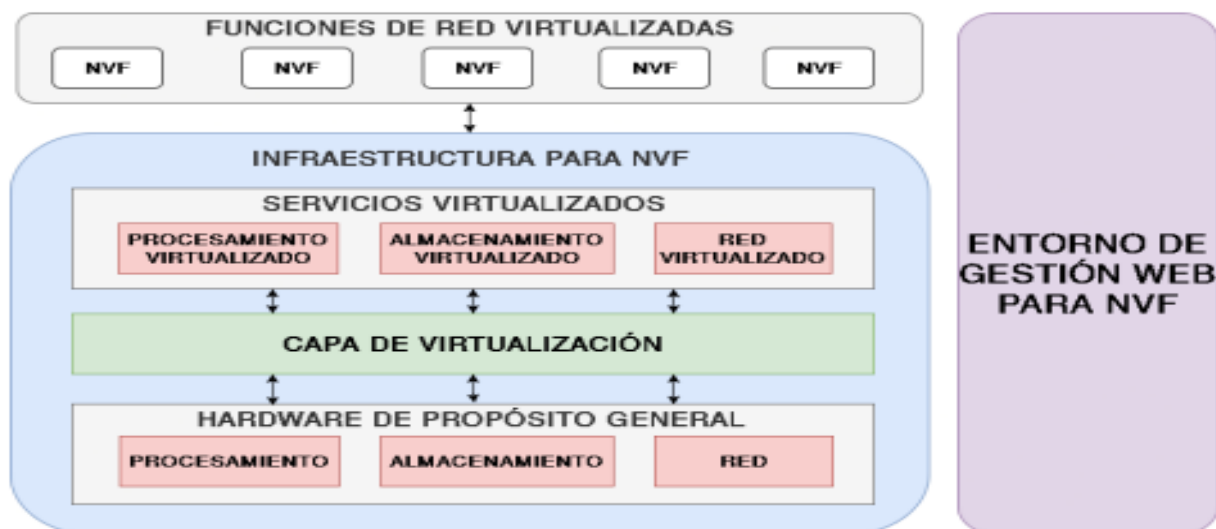 FUNCIONES DE RED VIRTUALIZADAS
NVF NVF NVF NVF NVF
INFRAESTRUCTURA PARA NVF
SERVICIOS VIRTUALIZADOS
PROCESAMIENTO
VIRTUALIZADO
ALMACENAMIENTO
VIRTUALIZADO
RED
VIRTUALIZADO
CAPA DE VIRTUALIZACIÓN
HARDWARE DE PROPÓSITO GENERAL
PROCESAMIENTO
ALMACENAMIENTO
RED
ENTORNO DE
GESTIÓN WEB
PARA NVF